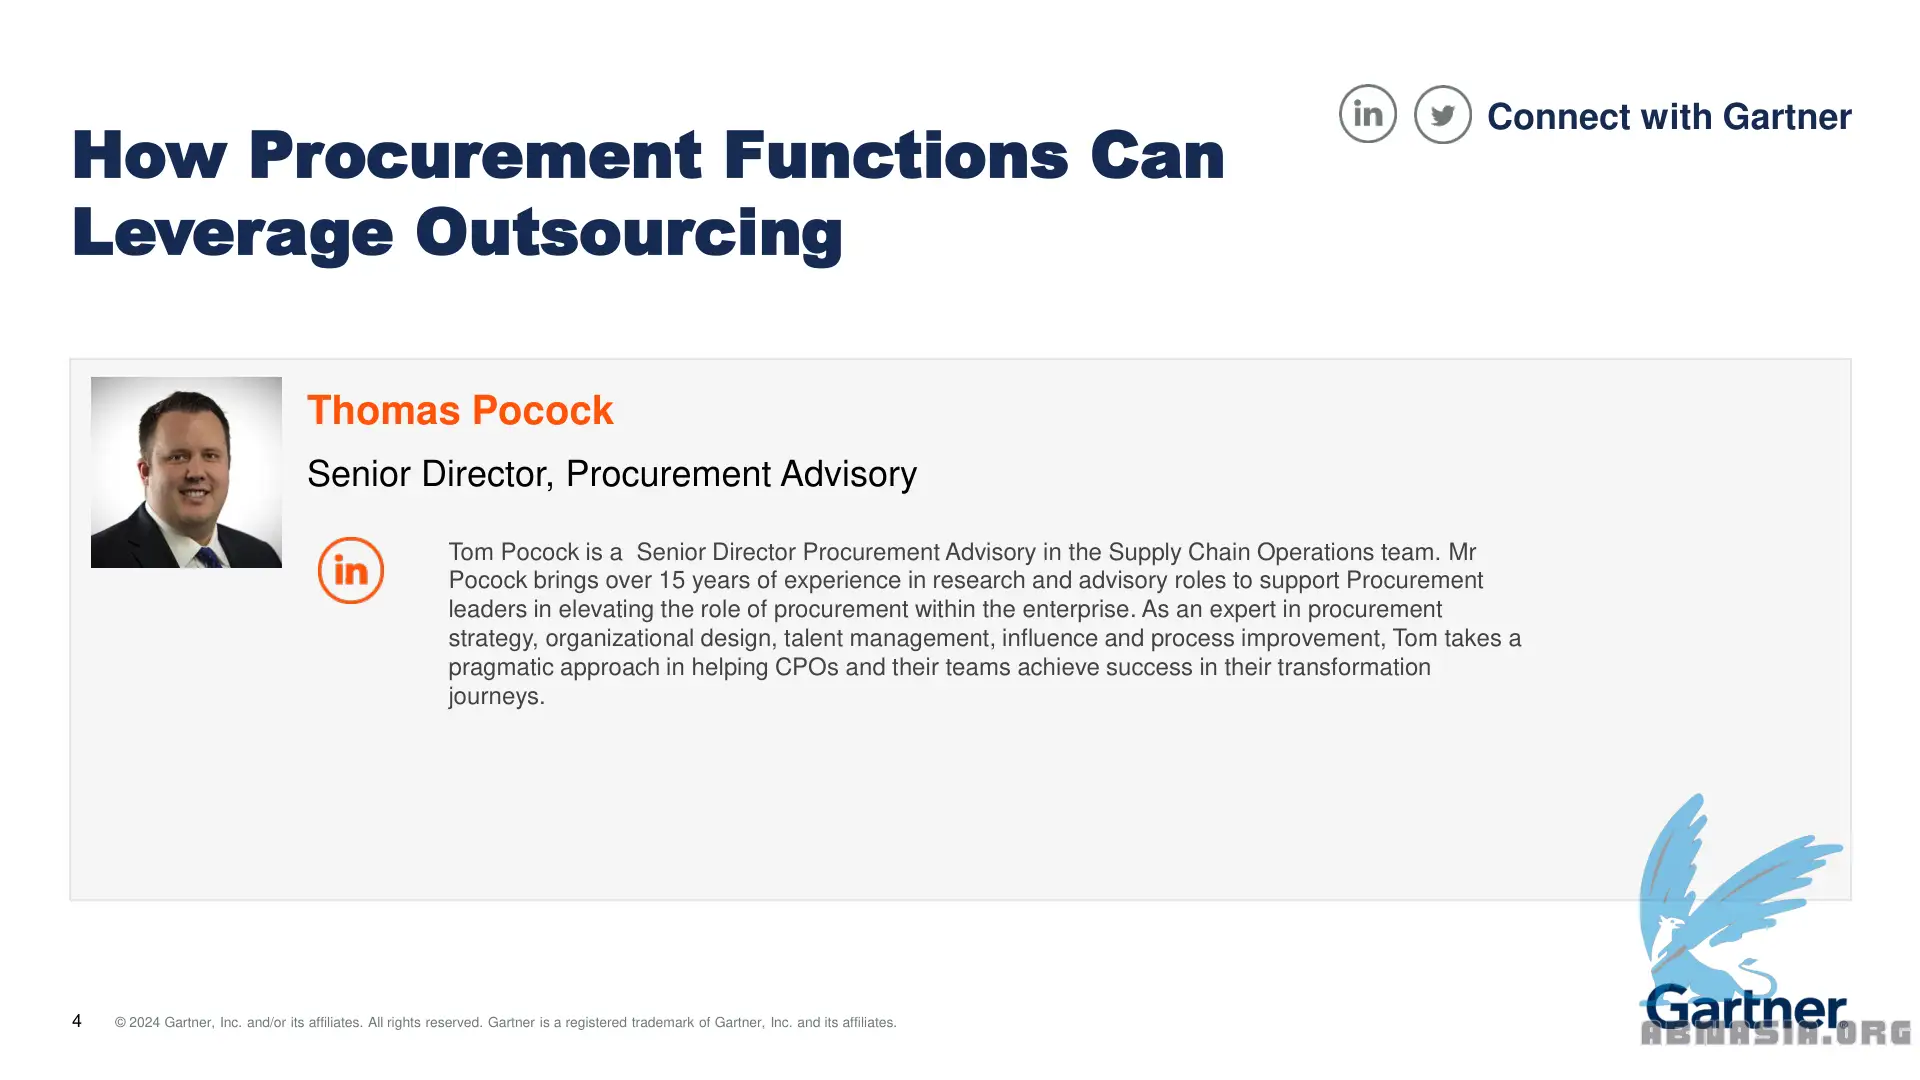 in
Connect with Gartner
How Procurement Functions Can
Leverage Outsourcing
Thomas Pocock
Senior Director, Procurement Advisory
in
Tom Pocock is a  Senior Director Procurement Advisory in the Supply Chain Operations team. Mr
Pocock brings over 15 years of experience in research and advisory roles to support Procurement
leaders in elevating the role of procurement within the enterprise. As an expert in procurement
strategy, organizational design, talent management, influence and process improvement, Tom takes a
pragmatic approach in helping CPOs and their teams achieve success in their transformation
journeys.
4
© 2024 Gartner, Inc. and/or its affiliates. All rights reserved. Gartner is a registered trademark of Gartner, Inc. and its affiliates.
Gartner
ABNASIA.ORG